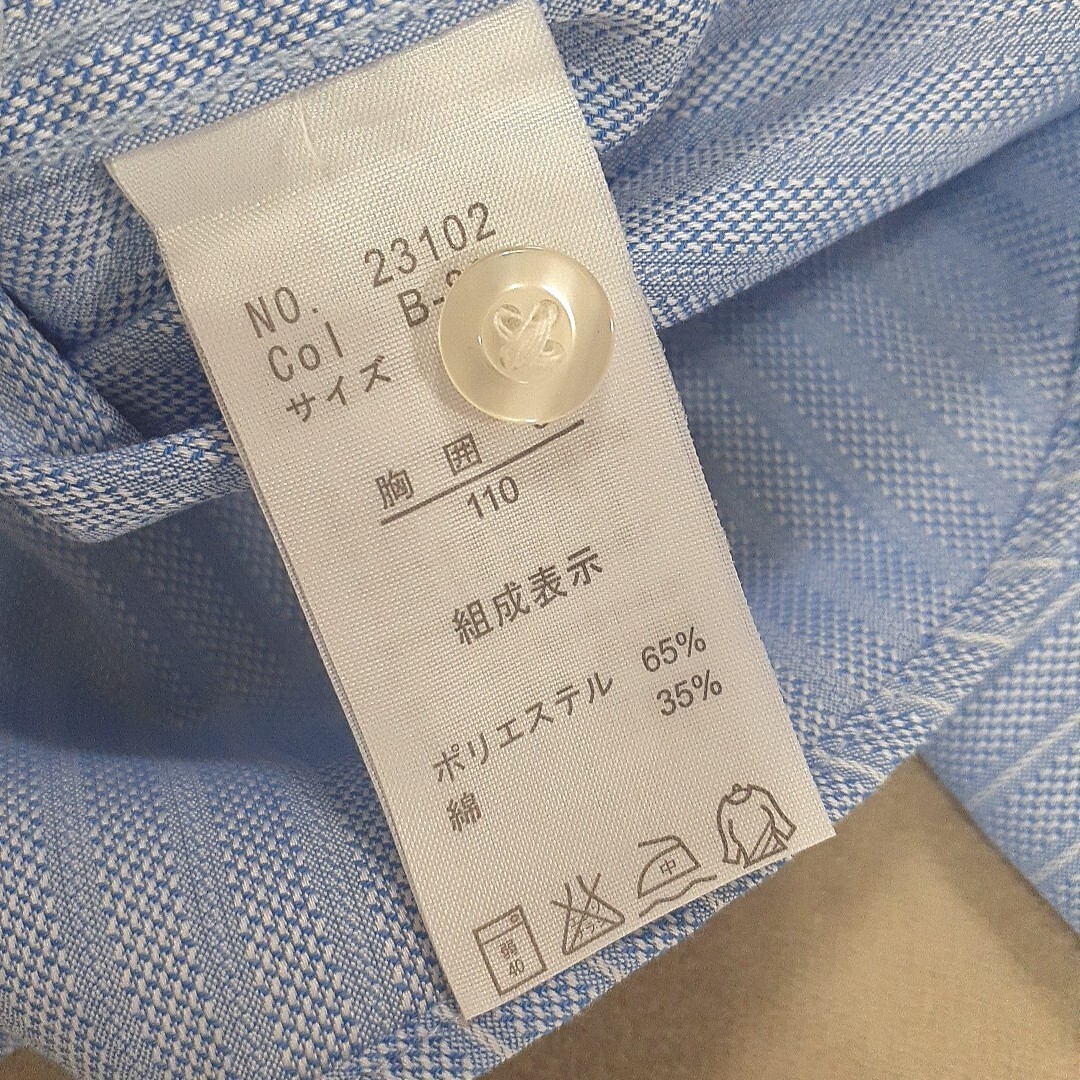 NO. 23102
Col B-
サイズ
胸 囲
110
組成表示
ポリエステル 65%
綿 35%
中
弱
40